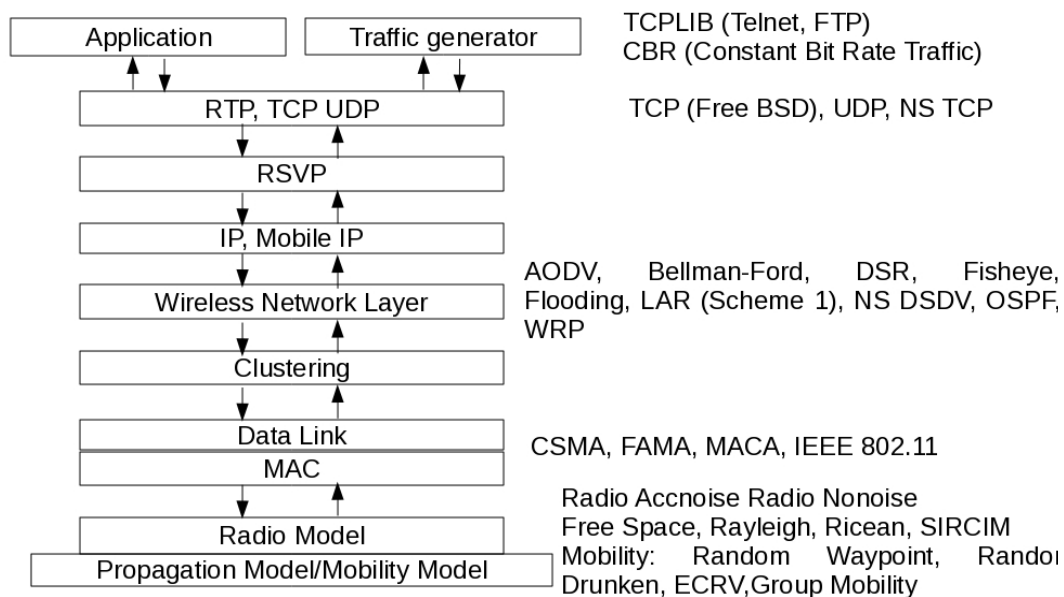 Application
Traffic generator
TCPLIB (Telnet, FTP)
CBR (Constant Bit Rate Traffic)
RTP, TCP UDP
TCP (Free BSD), UDP, NS TCP
RSVP
IP, Mobile IP
Wireless Network Layer
AODV, Bellman-Ford, DSR, Fisheye,
Flooding, LAR (Scheme 1), NS DSDV, OSPF,
WRP
Clustering
Data Link
MAC
CSMA, FAMA, MACA, IEEE 802.11
Radio Model
Propagation Model/Mobility Model
Radio Accnoise Radio Nonoise
Free Space, Rayleigh, Ricean, SIRCIM
Mobility: Random Waypoint, Random
Drunken, ECRV,Group Mobility